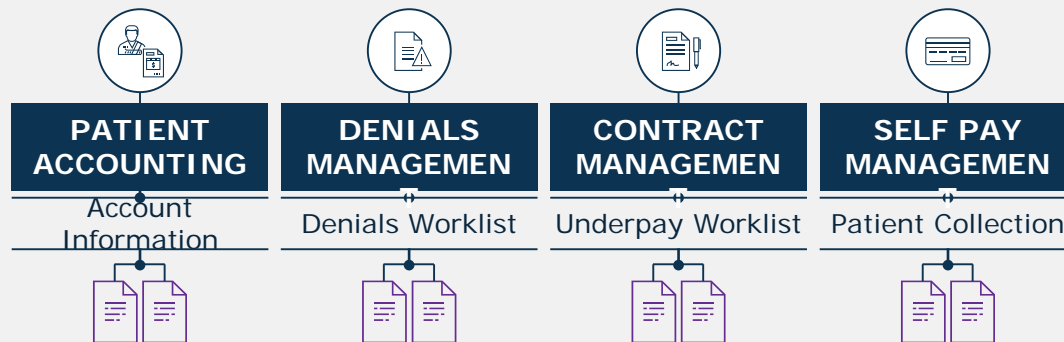 PATIENT
ACCOUNTING
DENIALS
MANAGEMEN
CONTRACT
MANAGEMEN
SELF PAY
MANAGEMEN
Account
Information
Denials Worklist
Underpay Worklist
Patient Collection